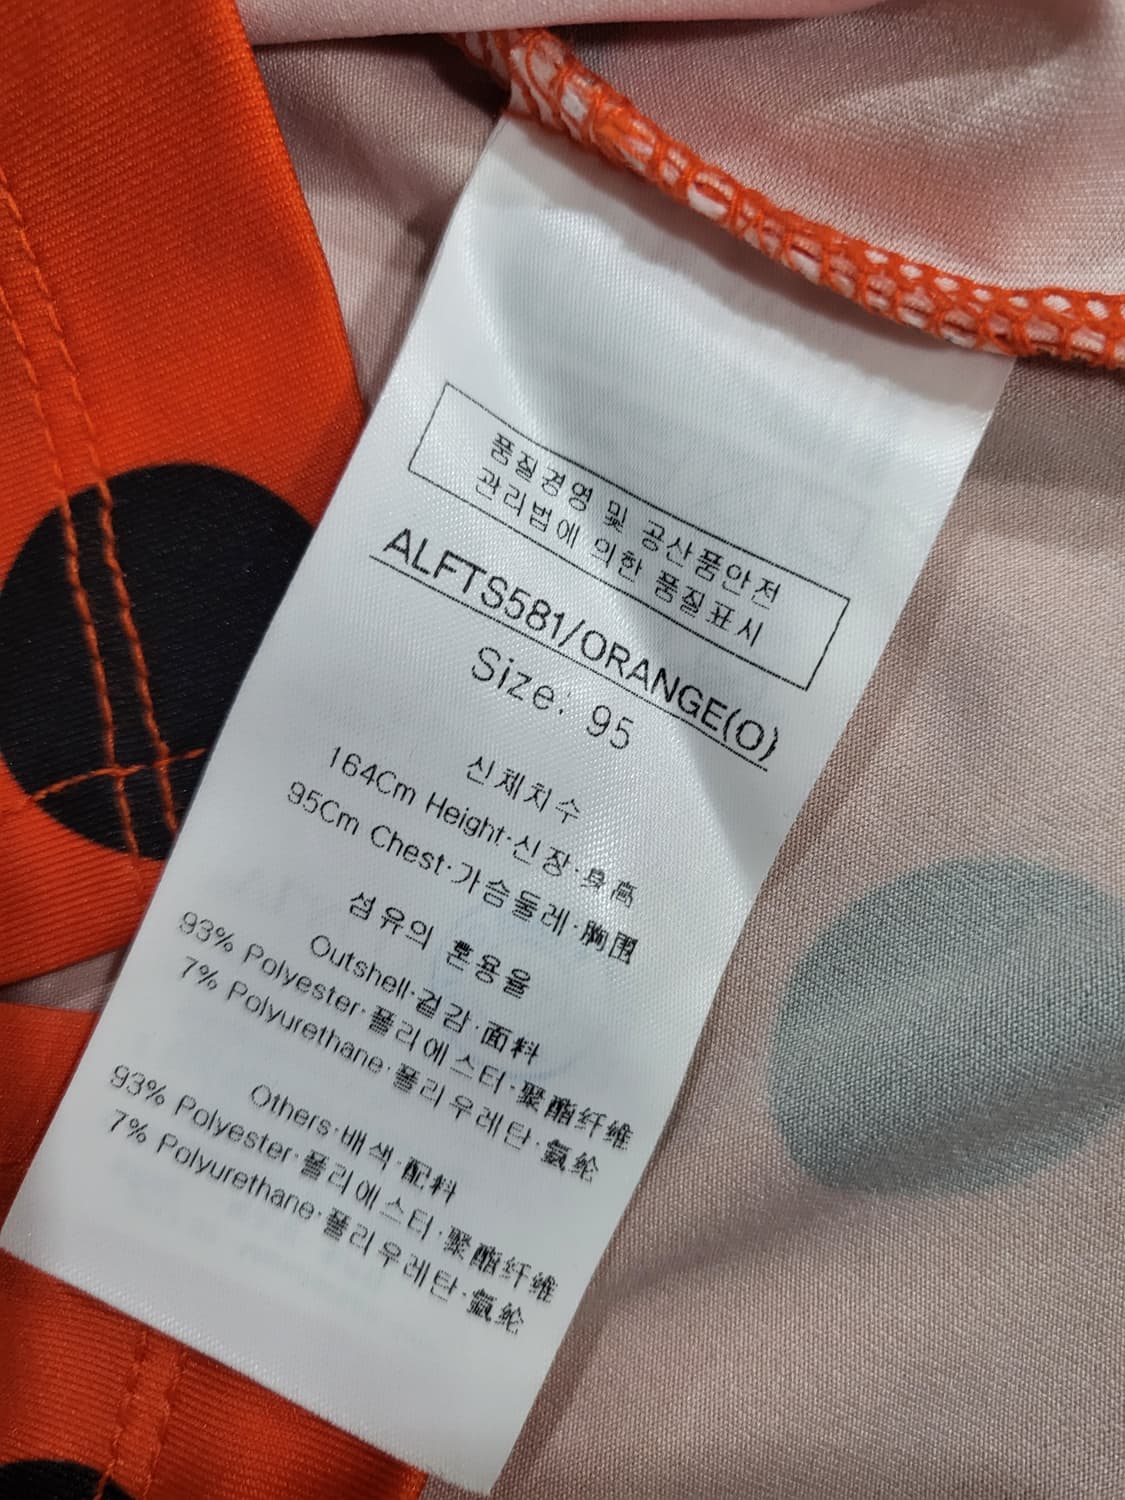 품질경영 및 공산품안전
관리법에 의한 품질표시
ALFTS581/ORANGE(O)
Size: 95
신체치수
164Cm Height·신장·身高
95Cm Chest·가슴둘레·胸围
섬유의 혼용율
Outshell·겉감·面料
93% Polyester·폴리에스터·聚酯纤维
7% Polyurethane·폴리우레탄·氨纶
Others·배색·配料
93% Polyester·폴리에스터·聚酯纤维
7% Polyurethane·폴리우레탄·氨纶